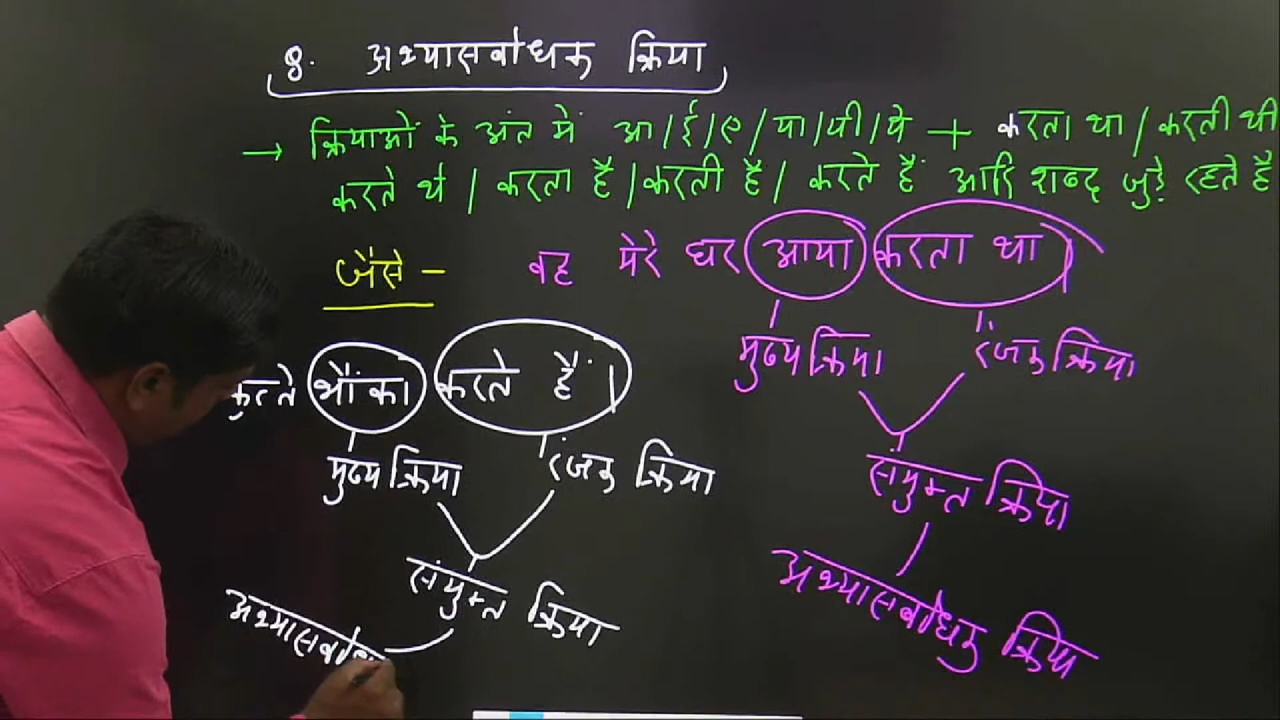 8. अभ्यासबोधक क्रिया
→ क्रियाओं के अंत में आ/ई/ए/या/यी/ये + करता था/करती थी
करते थे/करता है/करती है/करते हैं आदि शब्द जुड़े रहते है
जैसे - वह मेरे घर आया करता था।
मुख्य क्रिया रंजक क्रिया
संयुक्त क्रिया
अभ्यासबोधक क्रिया
कुत्ते भौंका करते हैं।
मुख्य क्रिया रंजक क्रिया
संयुक्त क्रिया
अभ्यासबोध